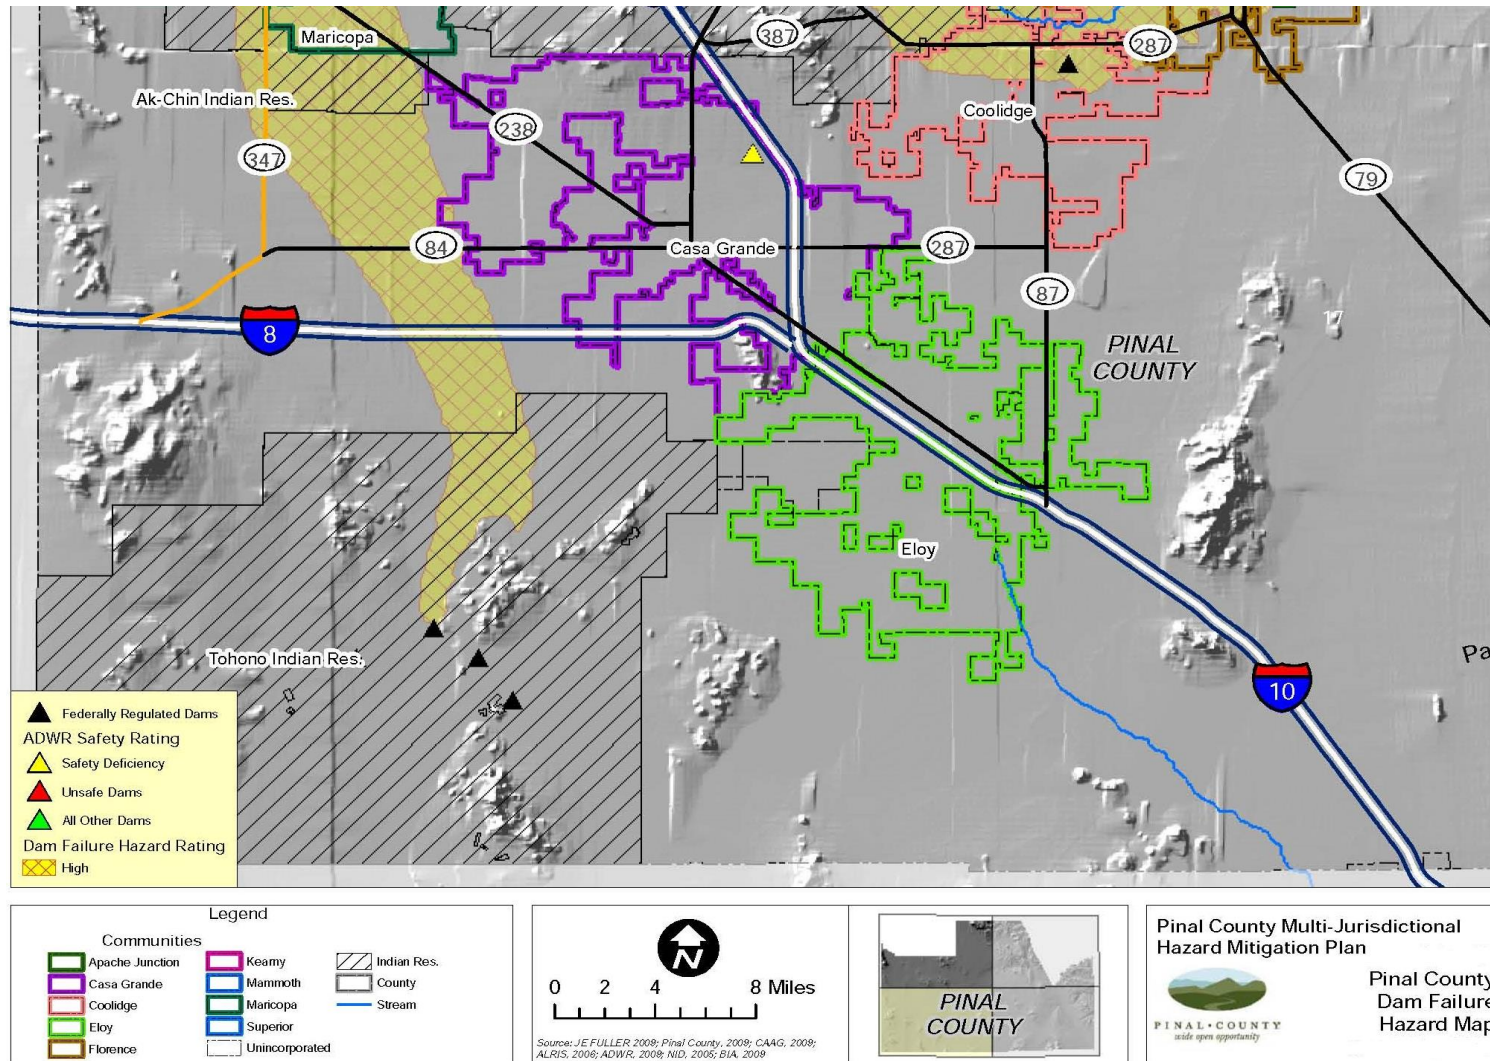 387
287
Maricopa
Ak-Chin Indian Res.
238
Coolidge
347
79
84
Casa Grande
287
87
8
17
PINAL
COUNTY
Eloy
Tohono Indian Res.
Pa
10
Federally Regulated Dams
ADWR Safety Rating
Safety Deficiency
Unsafe Dams
All Other Dams
Dam Failure Hazard Rating
High
Legend
Communities
Apache Junction
Casa Grande
Coolidge
Eloy
Florence
Kearny
Mammoth
Maricopa
Superior
Unincorporated
Indian Res.
County
Stream
N
0 2 4 8 Miles
Source: JE FULLER 2009; Pinal County, 2009; CAAG, 2009;
ALRIS, 2006; ADWR, 2009; NID, 2005; BIA, 2009
PINAL
COUNTY
Pinal County Multi-Jurisdictional
Hazard Mitigation Plan
PINAL•COUNTY
wide open opportunity
Pinal County
Dam Failure
Hazard Map